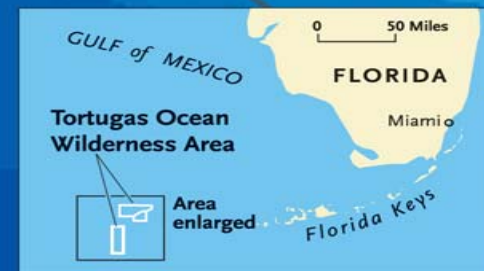 0 50 Miles
GULF of MEXICO
FLORIDA
Tortugas Ocean
Wilderness Area
Miami
Area
enlarged
Florida Keys